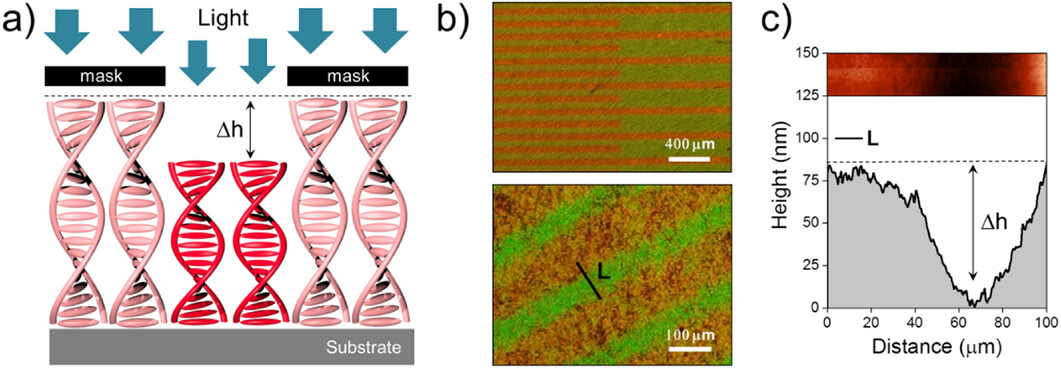 a)
Light
mask
mask
Δh
Substrate
b)
400 μm
L
100 μm
c)
150
125
100
75
50
25
0
Height (nm)
L
Δh
0 20 40 60 80 100
Distance (μm)